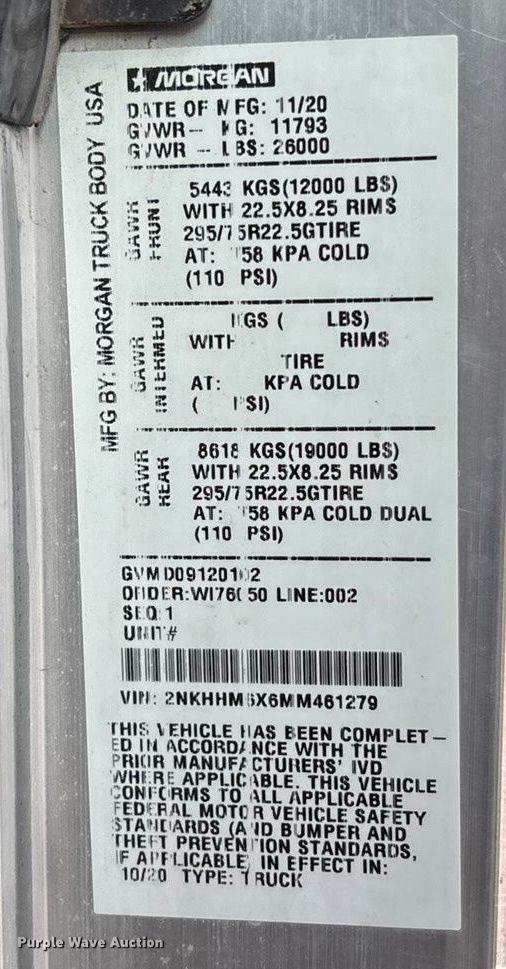 MORGAN
MFG BY: MORGAN TRUCK BODY USA
DATE OF MFG: 11/20
GVWR- KG: 11793
GVWR - LBS: 26000
GAWR FRONT
5443 KGS(12000 LBS)
WITH 22.5X8.25 RIMS
295/75R22.5GTIRE
AT: 758 KPA COLD
(110 PSI)
GAWR INTERMED
KGS ( LBS)
WITH RIMS
TIRE
AT: KPA COLD
( PSI)
GAWR REAR
8618 KGS(19000 LBS)
WITH 22.5X8.25 RIMS
295/75R22.5GTIRE
AT: 758 KPA COLD DUAL
(110 PSI)
ORDER: LINE:002
SEQ:1
UNIT#
VIN: 2NKHHM6X6MM461279
THIS VEHICLE HAS BEEN COMPLET-
ED IN ACCORDANCE WITH THE
PRIOR MANUFACTURERS' IVD
WHERE APPLICABLE. THIS VEHICLE
CONFORMS TO ALL APPLICABLE
FEDERAL MOTOR VEHICLE SAFETY
STANDARDS (AND BUMPER AND
THEFT PREVENTION STANDARDS,
IF APPLICABLE) IN EFFECT IN:
10/20 TYPE: TRUCK
Purple Wave Auction